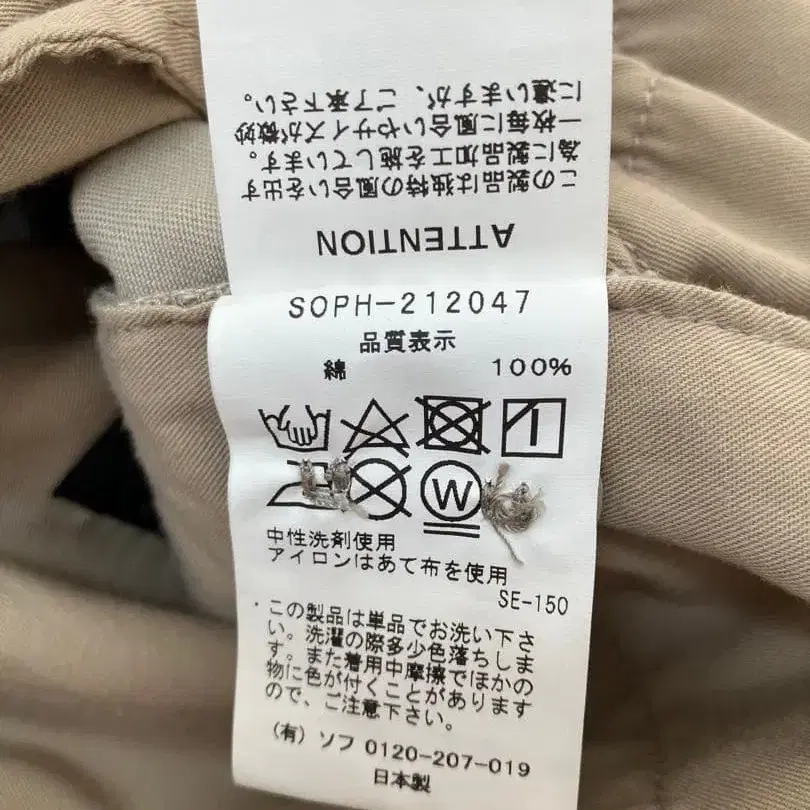 ATTENTION
この製品は独特の風合いを出す
為に製品加工を施しています。
一枚毎に風合いやサイズが微妙
に違いますが、ご了承下さい。
SOPH-212047
品質表示
綿 100%
W
中性洗剤使用
アイロンはあて布を使用
SE-150
・この製品は単品でお洗い下さ
い。洗濯の際多少色落ちしま
す。また着用中摩擦でほかの
物に色が付くことがあります
ので、ご注意下さい。
(有) ソフ 0120-207-019
日本製